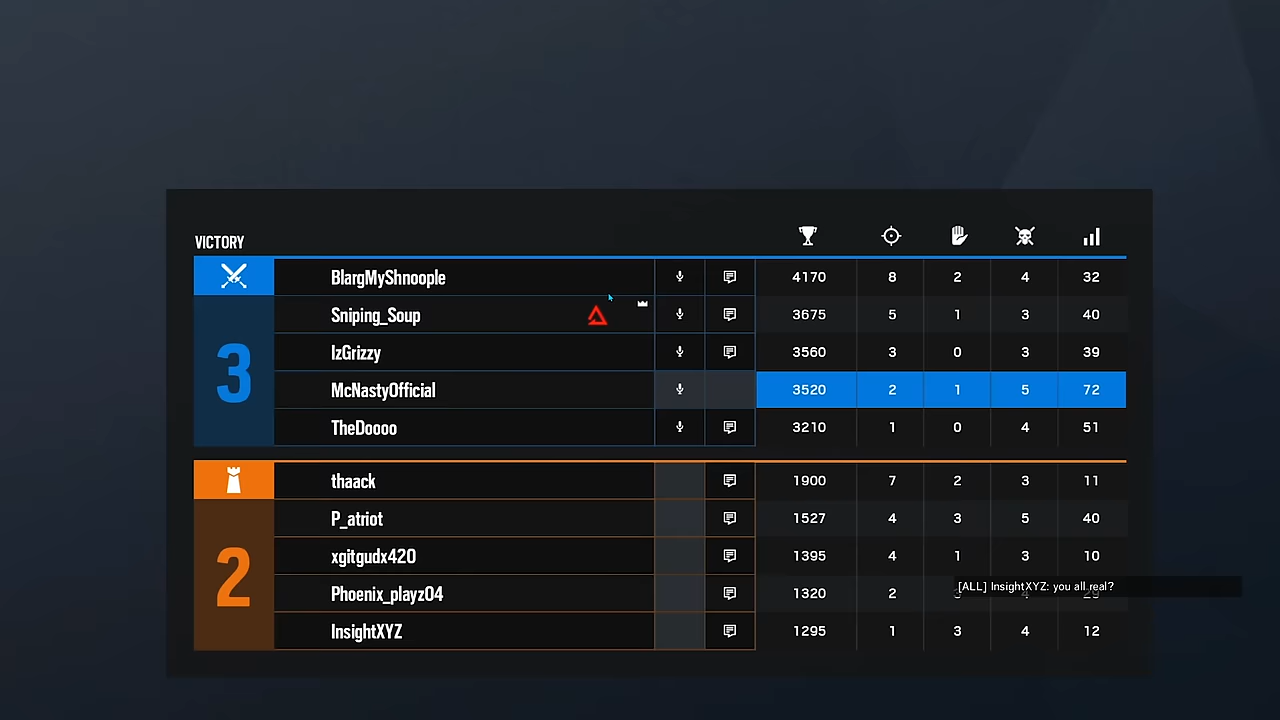 VICTORY
BlargMyShnoople 4170 8 2 4 32
3
Sniping_Soup 3675 5 1 3 40
IzGrizzy 3560 3 0 3 39
McNastyOfficial 3520 2 1 5 72
TheDoooo 3210 1 0 4 51
thaack 1900 7 2 3 11
2
P_atriot 1527 4 3 5 40
xgitgudx420 1395 4 1 3 10
[ALL] InsightXYZ: you all real?
Phoenix_playz04 1320 2
InsightXYZ 1295 1 3 4 12